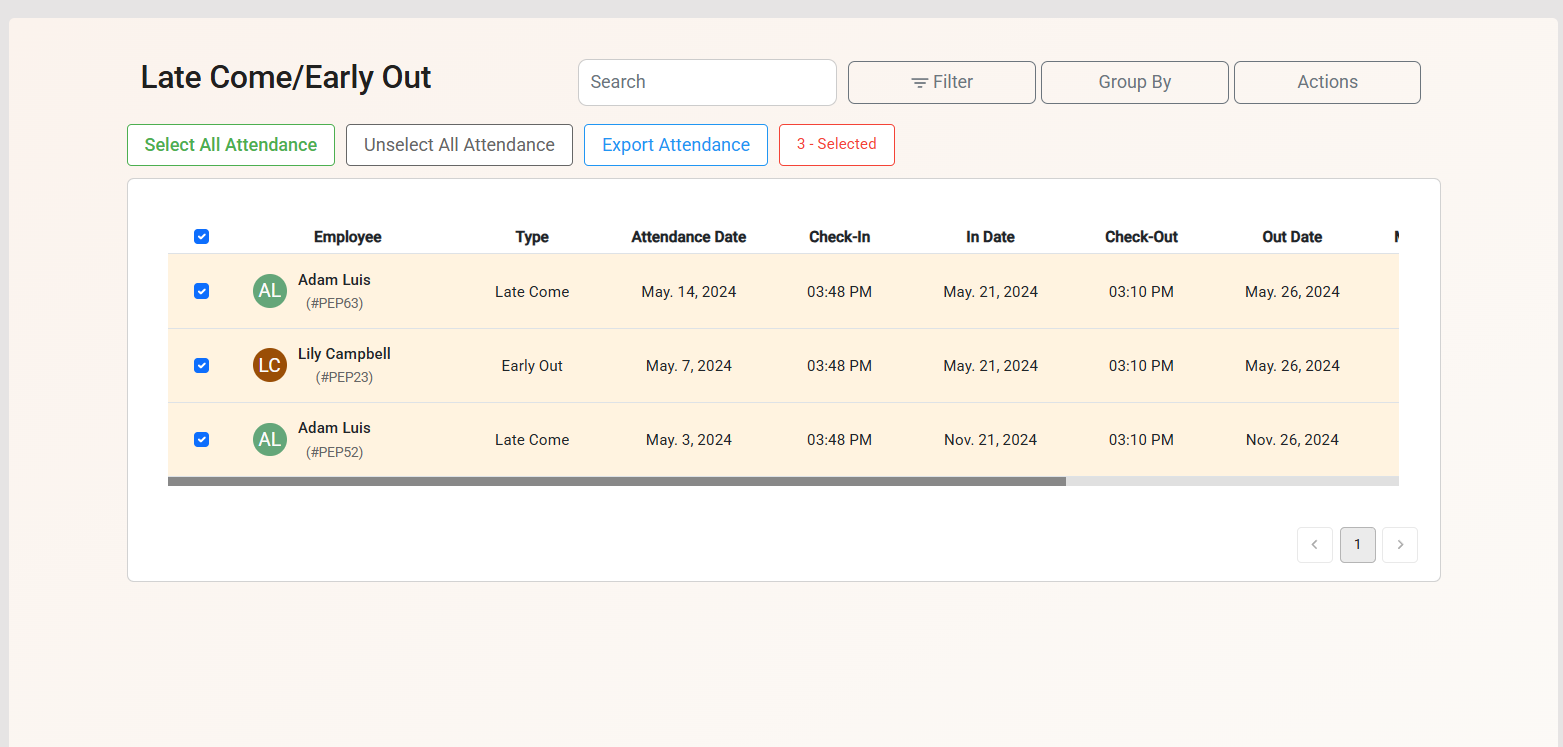 Late Come/Early Out
Search
Filter
Group By
Actions
Select All Attendance
Unselect All Attendance
Export Attendance
3 - Selected
Employee Type Attendance Date Check-In In Date Check-Out Out Date
AL Adam Luis (#PEP63) Late Come May. 14, 2024 03:48 PM May. 21, 2024 03:10 PM May. 26, 2024
LC Lily Campbell (#PEP23) Early Out May. 7, 2024 03:48 PM May. 21, 2024 03:10 PM May. 26, 2024
AL Adam Luis (#PEP52) Late Come May. 3, 2024 03:48 PM Nov. 21, 2024 03:10 PM Nov. 26, 2024
1